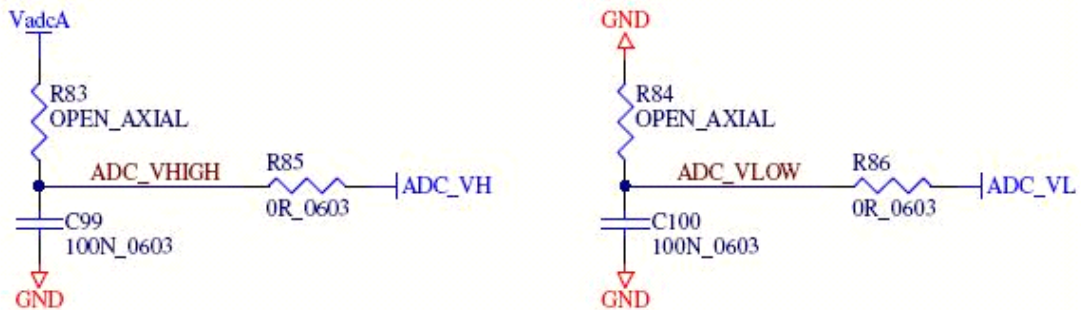 VadcA
R83
OPEN_AXIAL
ADC_VHIGH
R85
0R_0603
ADC_VH
C99
100N_0603
GND
GND
R84
OPEN_AXIAL
ADC_VLOW
R86
0R_0603
ADC_VL
C100
100N_0603
GND